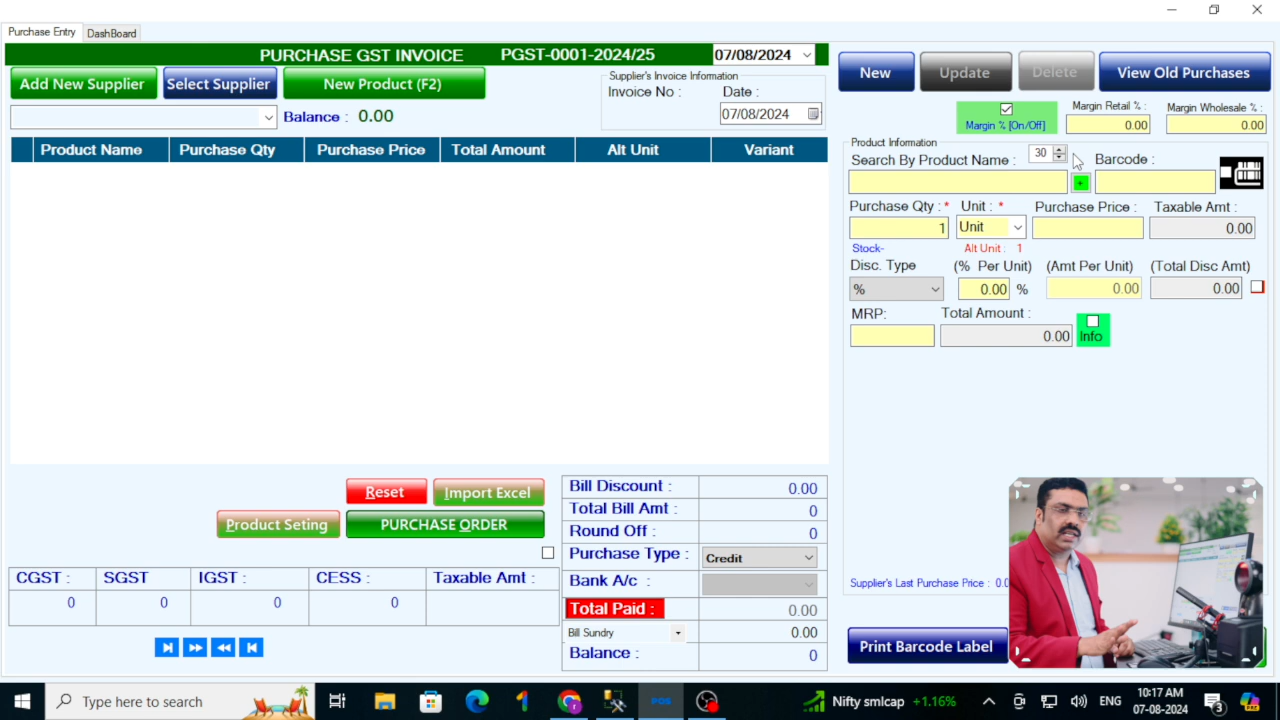 Purchase Entry DashBoard
PURCHASE GST INVOICE PGST-0001-2024/25 07/08/2024
Add New Supplier Select Supplier New Product (F2)
Supplier's Invoice Information
Invoice No : Date :
07/08/2024
Balance : 0.00
New Update Delete View Old Purchases
Margin % [On/Off]
Margin Retail % : Margin Wholesale % :
0.00 0.00
Product Name Purchase Qty Purchase Price Total Amount Alt Unit Variant
Product Information
Search By Product Name : 30 Barcode :
+
Purchase Qty : * Unit : * Purchase Price : Taxable Amt :
1 Unit 0.00
Stock- Alt Unit : 1
Disc. Type (% Per Unit) (Amt Per Unit) (Total Disc Amt)
% 0.00 % 0.00 0.00
MRP: Total Amount :
0.00 Info
Reset Import Excel
Product Seting PURCHASE ORDER
Bill Discount : 0.00
Total Bill Amt : 0
Round Off : 0
Purchase Type : Credit
Bank A/c :
Total Paid : 0.00
Bill Sundry 0.00
Balance : 0
CGST : SGST IGST : CESS : Taxable Amt :
0 0 0 0
Supplier's Last Purchase Price :
Print Barcode Label
Type here to search
POS
Nifty smlcap +1.16%
ENG
10:17 AM
07-08-2024
3